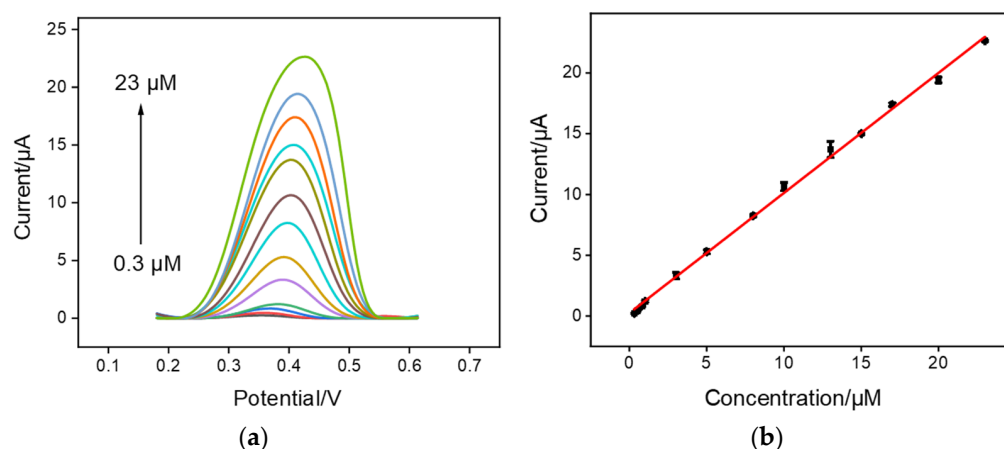 25
20
15
10
5
0
Current/µA
23 µM
0.3 µM
0.1 0.2 0.3 0.4 0.5 0.6 0.7
Potential/V
(a)
20
15
10
5
0
Current/µA
0 5 10 15 20
Concentration/µM
(b)